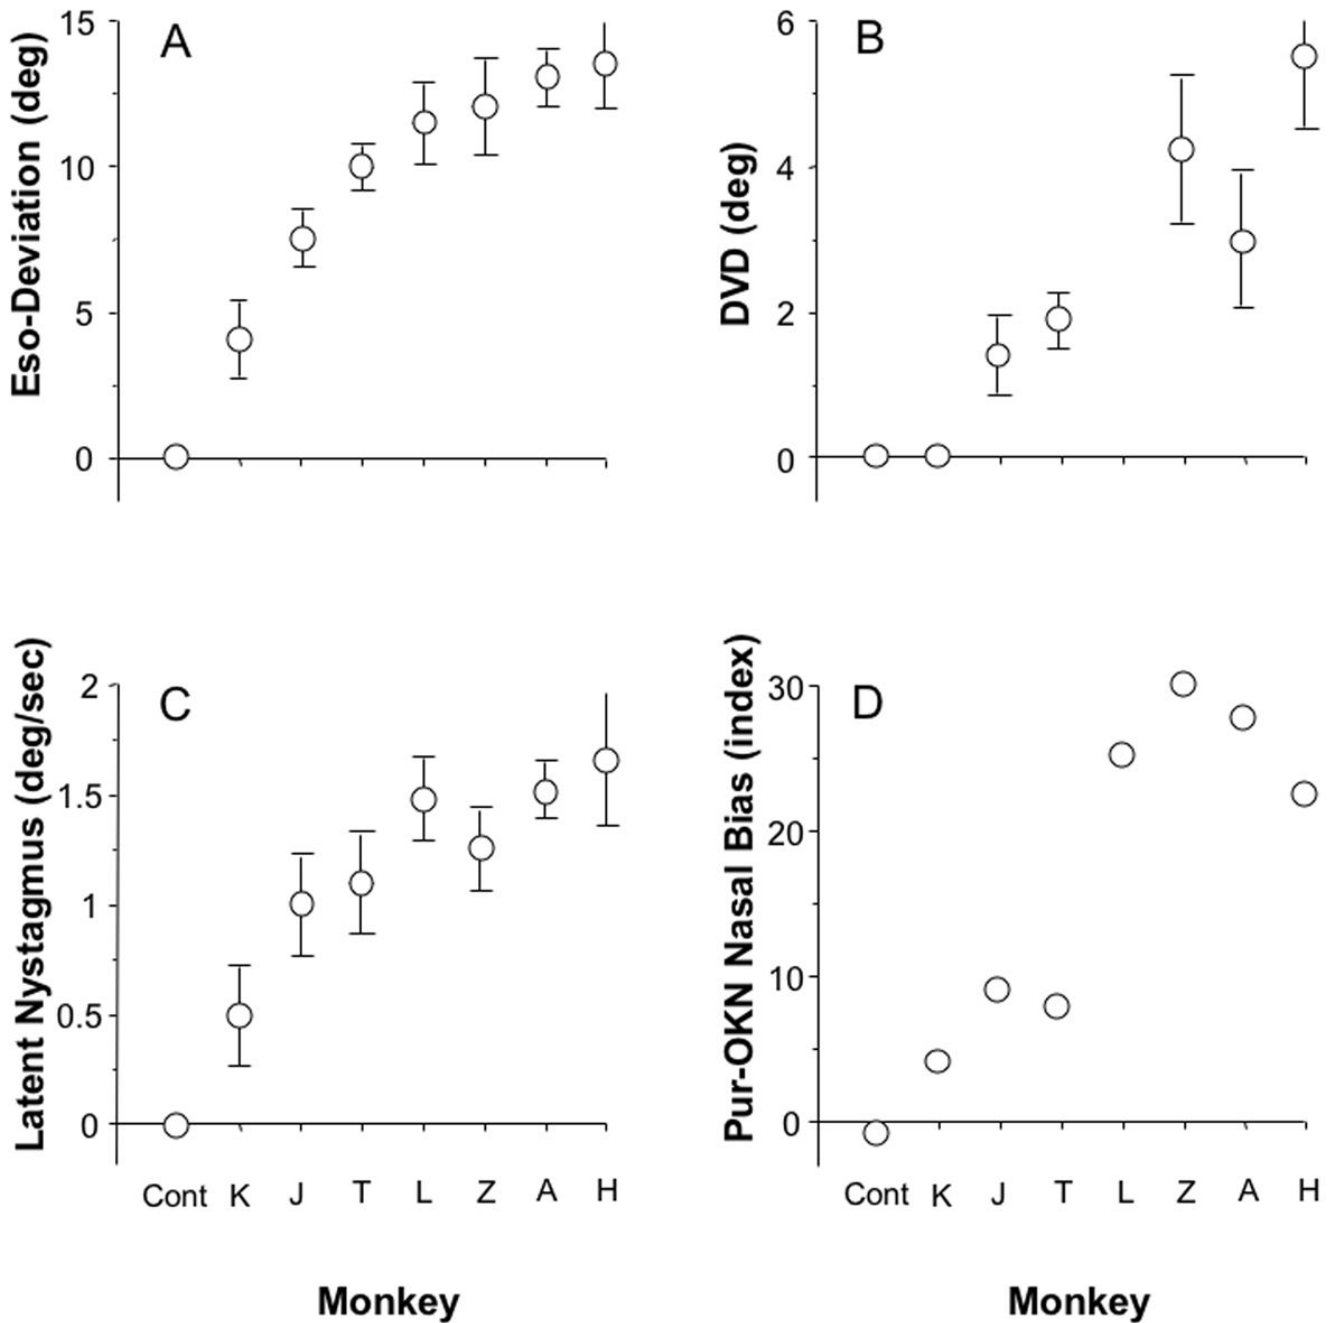 A
Eso-Deviation (deg)
15
10
5
0
B
DVD (deg)
6
4
2
0
C
Latent Nystagmus (deg/sec)
2
1.5
1
0.5
0
Cont K J T L Z A H
Monkey
D
Pur-OKN Nasal Bias (index)
30
20
10
0
Cont K J T L Z A H
Monkey